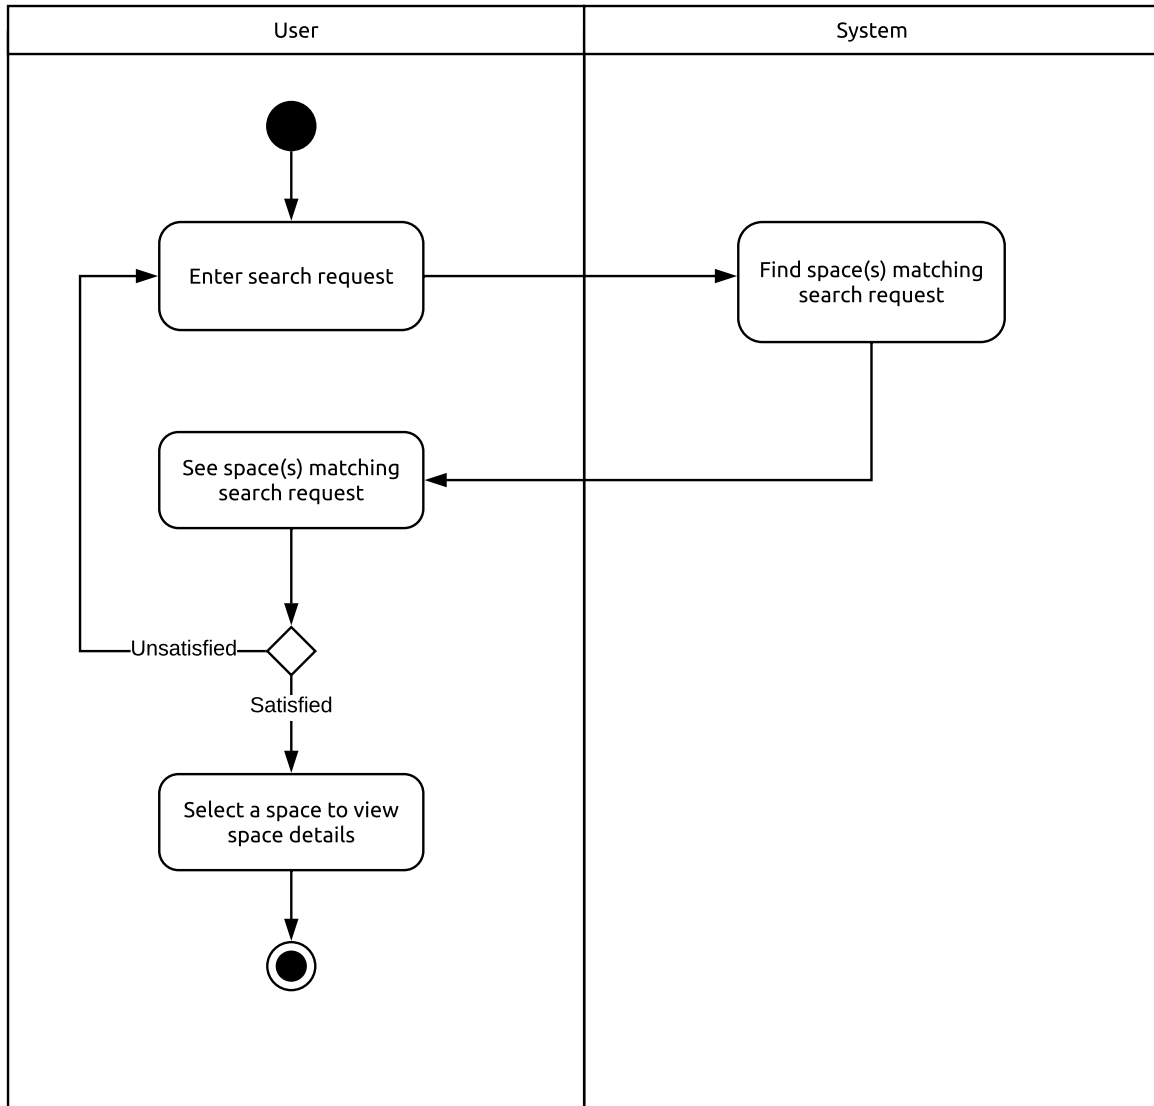 User
System
Enter search request
Find space(s) matching
search request
See space(s) matching
search request
Unsatisfied
Satisfied
Select a space to view
space details